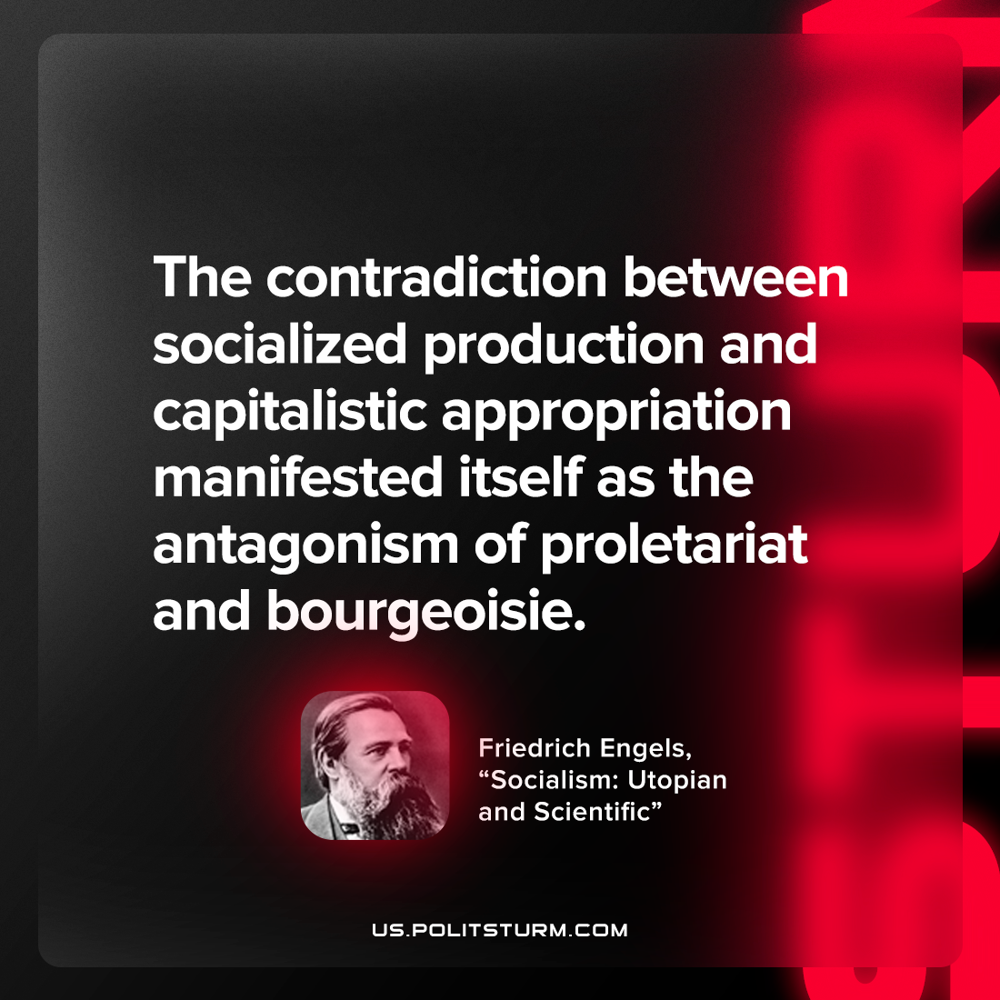 The contradiction between
socialized production and
capitalistic appropriation
manifested itself as the
antagonism of proletariat
and bourgeoisie.
Friedrich Engels,
“Socialism: Utopian
and Scientific”
US.POLITSTURM.COM